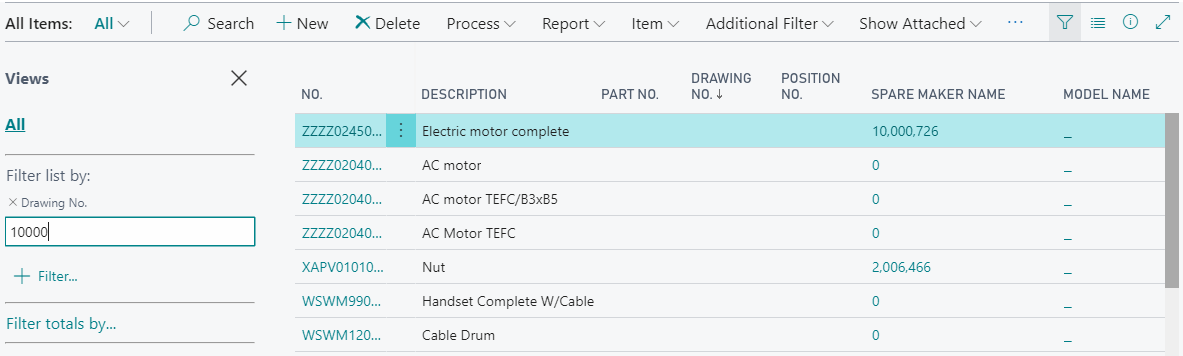 All Items: All Search New Delete Process Report Item Additional Filter Show Attached ...
Views
All
Filter list by:
× Drawing No.
10000
+ Filter...
Filter totals by...
NO. DESCRIPTION PART NO. DRAWING NO. ↓ POSITION NO. SPARE MAKER NAME MODEL NAME
ZZZZ02450... Electric motor complete 10,000,726 _
ZZZZ02040... AC motor 0 _
ZZZZ02040... AC motor TEFC/B3xB5 0 _
ZZZZ02040... AC Motor TEFC 0 _
XAPV01010... Nut 2,006,466 _
WSWM990... Handset Complete W/Cable 0 _
WSWM120... Cable Drum 0 _